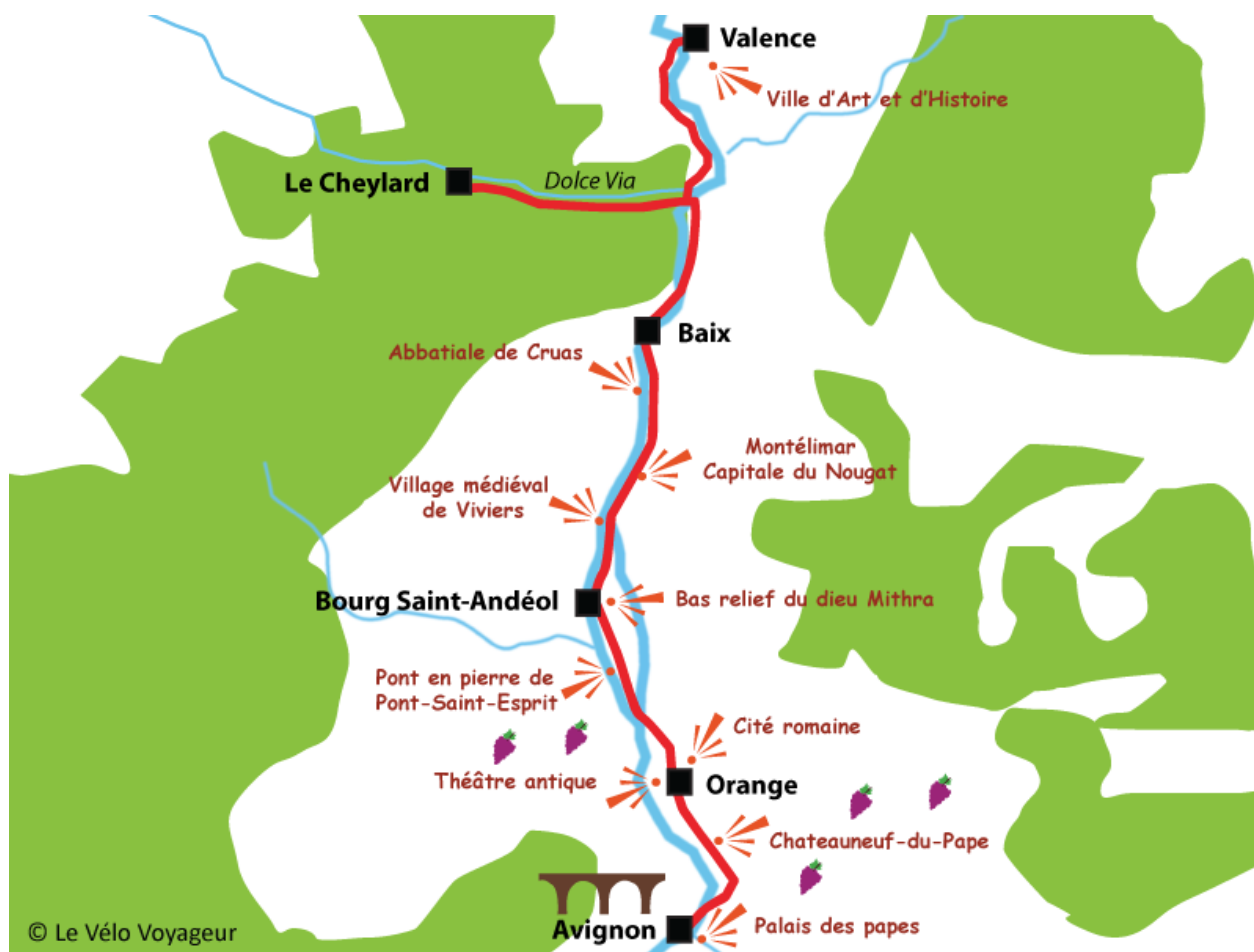 Valence
Ville d'Art et d'Histoire
Le Cheylard
Dolce Via
Baix
Abbatiale de Cruas
Montélimar
Capitale du Nougat
Village médiéval
de Viviers
Bourg Saint-Andéol
Bas relief du dieu Mithra
Pont en pierre de
Pont-Saint-Esprit
Cité romaine
Théâtre antique
Orange
Chateauneuf-du-Pape
Avignon
Palais des papes
© Le Vélo Voyageur